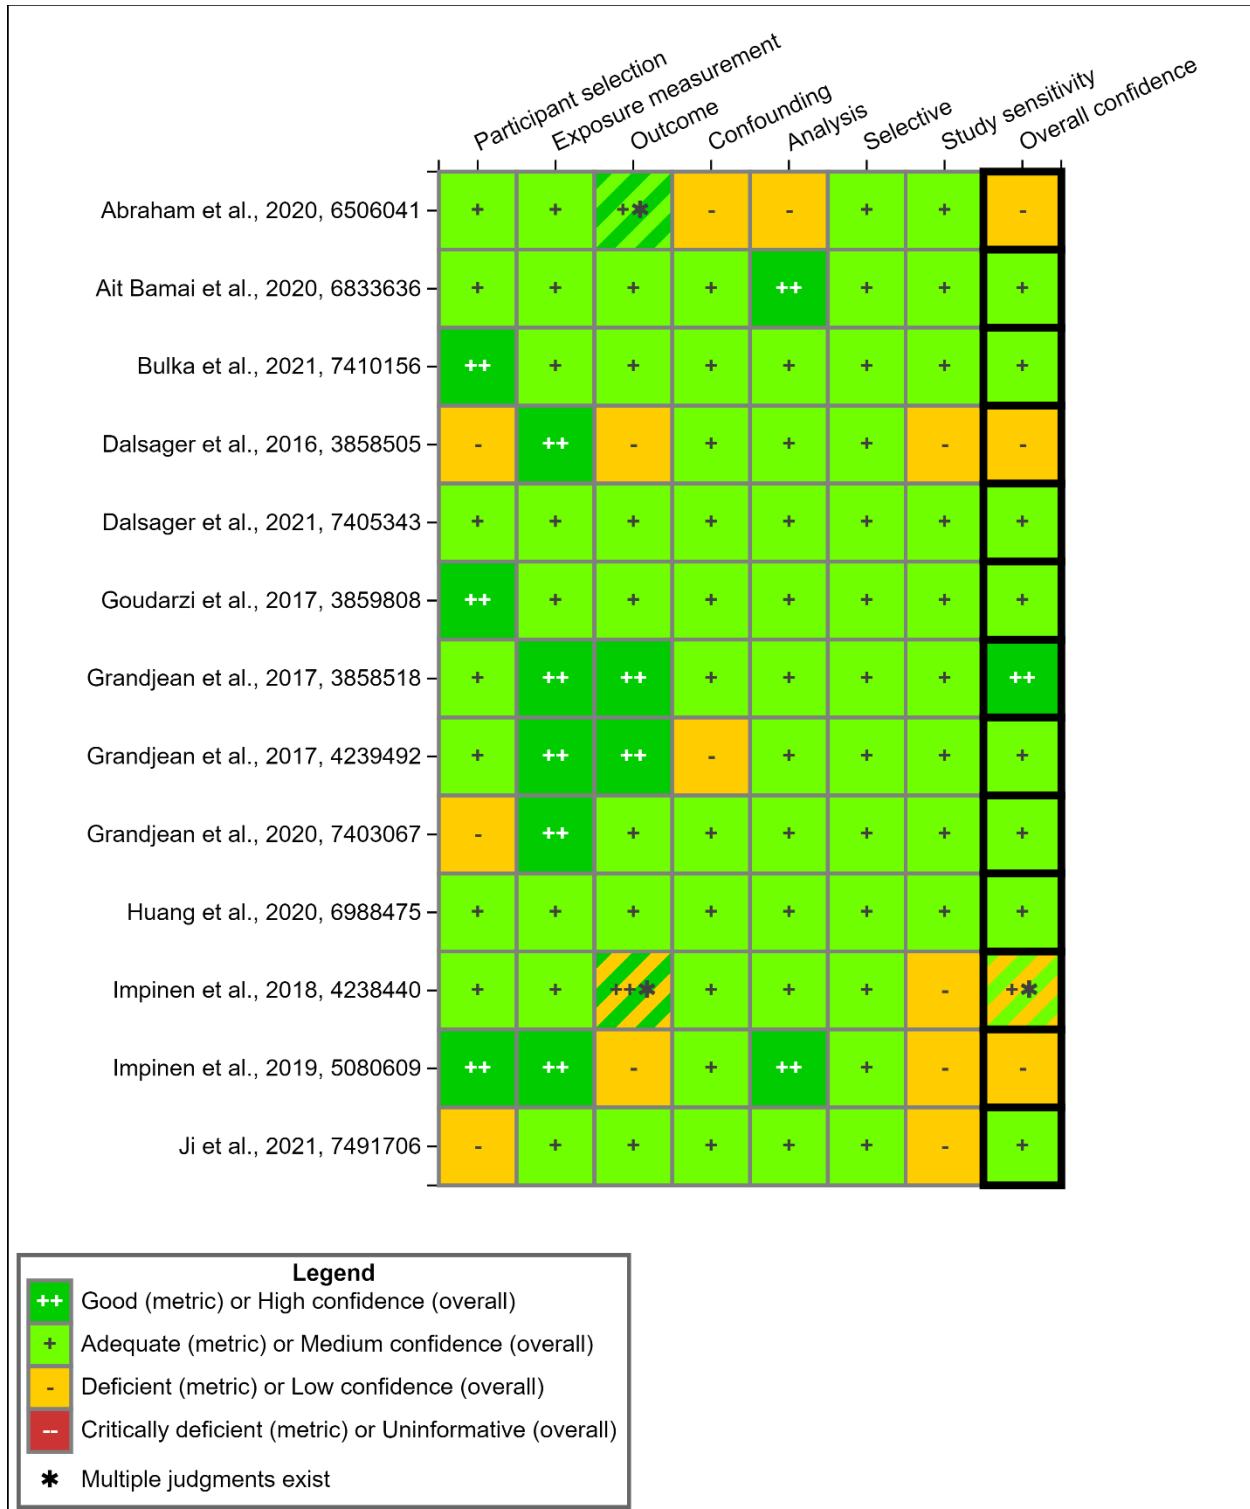 Participant selection
Exposure measurement
Outcome
Confounding
Analysis
Selective
Study sensitivity
Overall confidence
Abraham et al., 2020, 6506041 + + +✱ - - + + -
Ait Bamai et al., 2020, 6833636 + + + + ++ + + +
Bulka et al., 2021, 7410156 ++ + + + + + + +
Dalsager et al., 2016, 3858505 - ++ - + + + - -
Dalsager et al., 2021, 7405343 + + + + + + + +
Goudarzi et al., 2017, 3859808 ++ + + + + + + +
Grandjean et al., 2017, 3858518 + ++ ++ + + + + ++
Grandjean et al., 2017, 4239492 + ++ ++ - + + + +
Grandjean et al., 2020, 7403067 - ++ + + + + + +
Huang et al., 2020, 6988475 + + + + + + + +
Impinen et al., 2018, 4238440 + + ++✱ + + + - +✱
Impinen et al., 2019, 5080609 ++ ++ - + ++ + - -
Ji et al., 2021, 7491706 - + + + + + - +
Legend
++ Good (metric) or High confidence (overall)
+ Adequate (metric) or Medium confidence (overall)
- Deficient (metric) or Low confidence (overall)
-- Critically deficient (metric) or Uninformative (overall)
✱ Multiple judgments exist